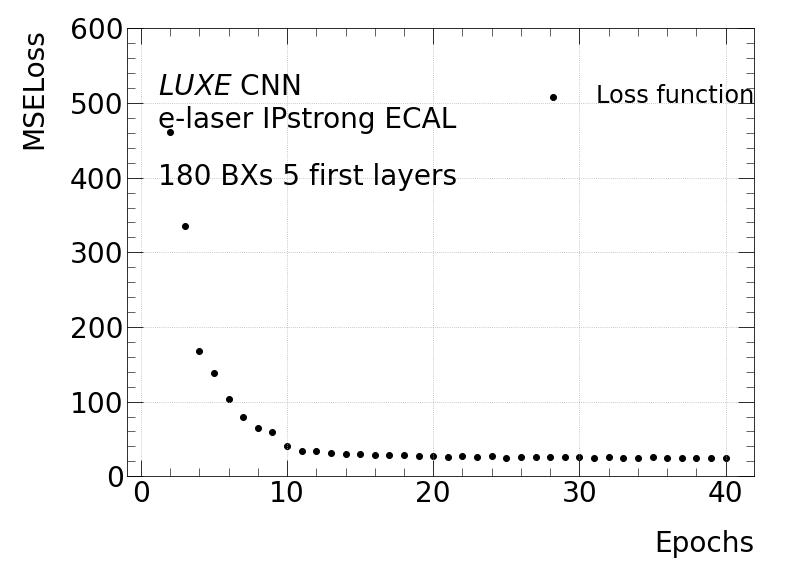 600
MSELoss
LUXE CNN
Loss function
500
e-laser IPstrong ECAL
400
180 BXs 5 first layers
300
200
100
0
0 10 20 30 40
Epochs